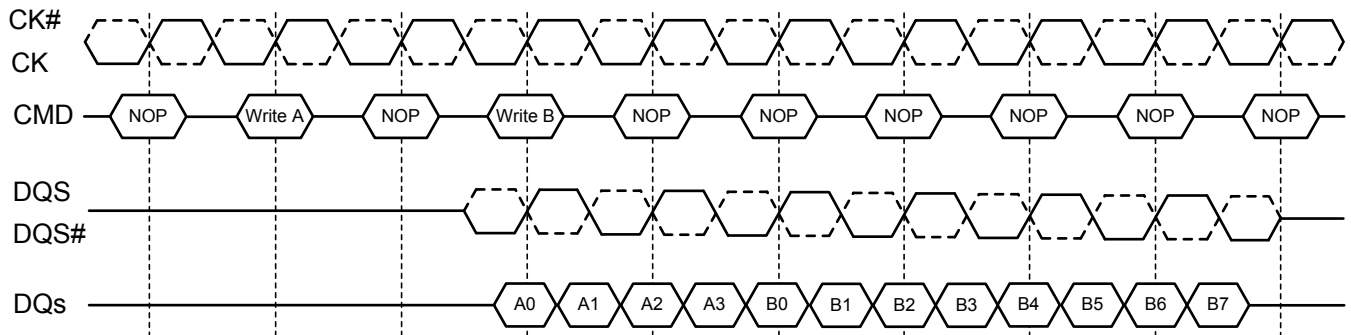 CK#
CK
CMD NOP Write A NOP Write B NOP NOP NOP NOP NOP NOP
DQS
DQS#
DQs A0 A1 A2 A3 B0 B1 B2 B3 B4 B5 B6 B7